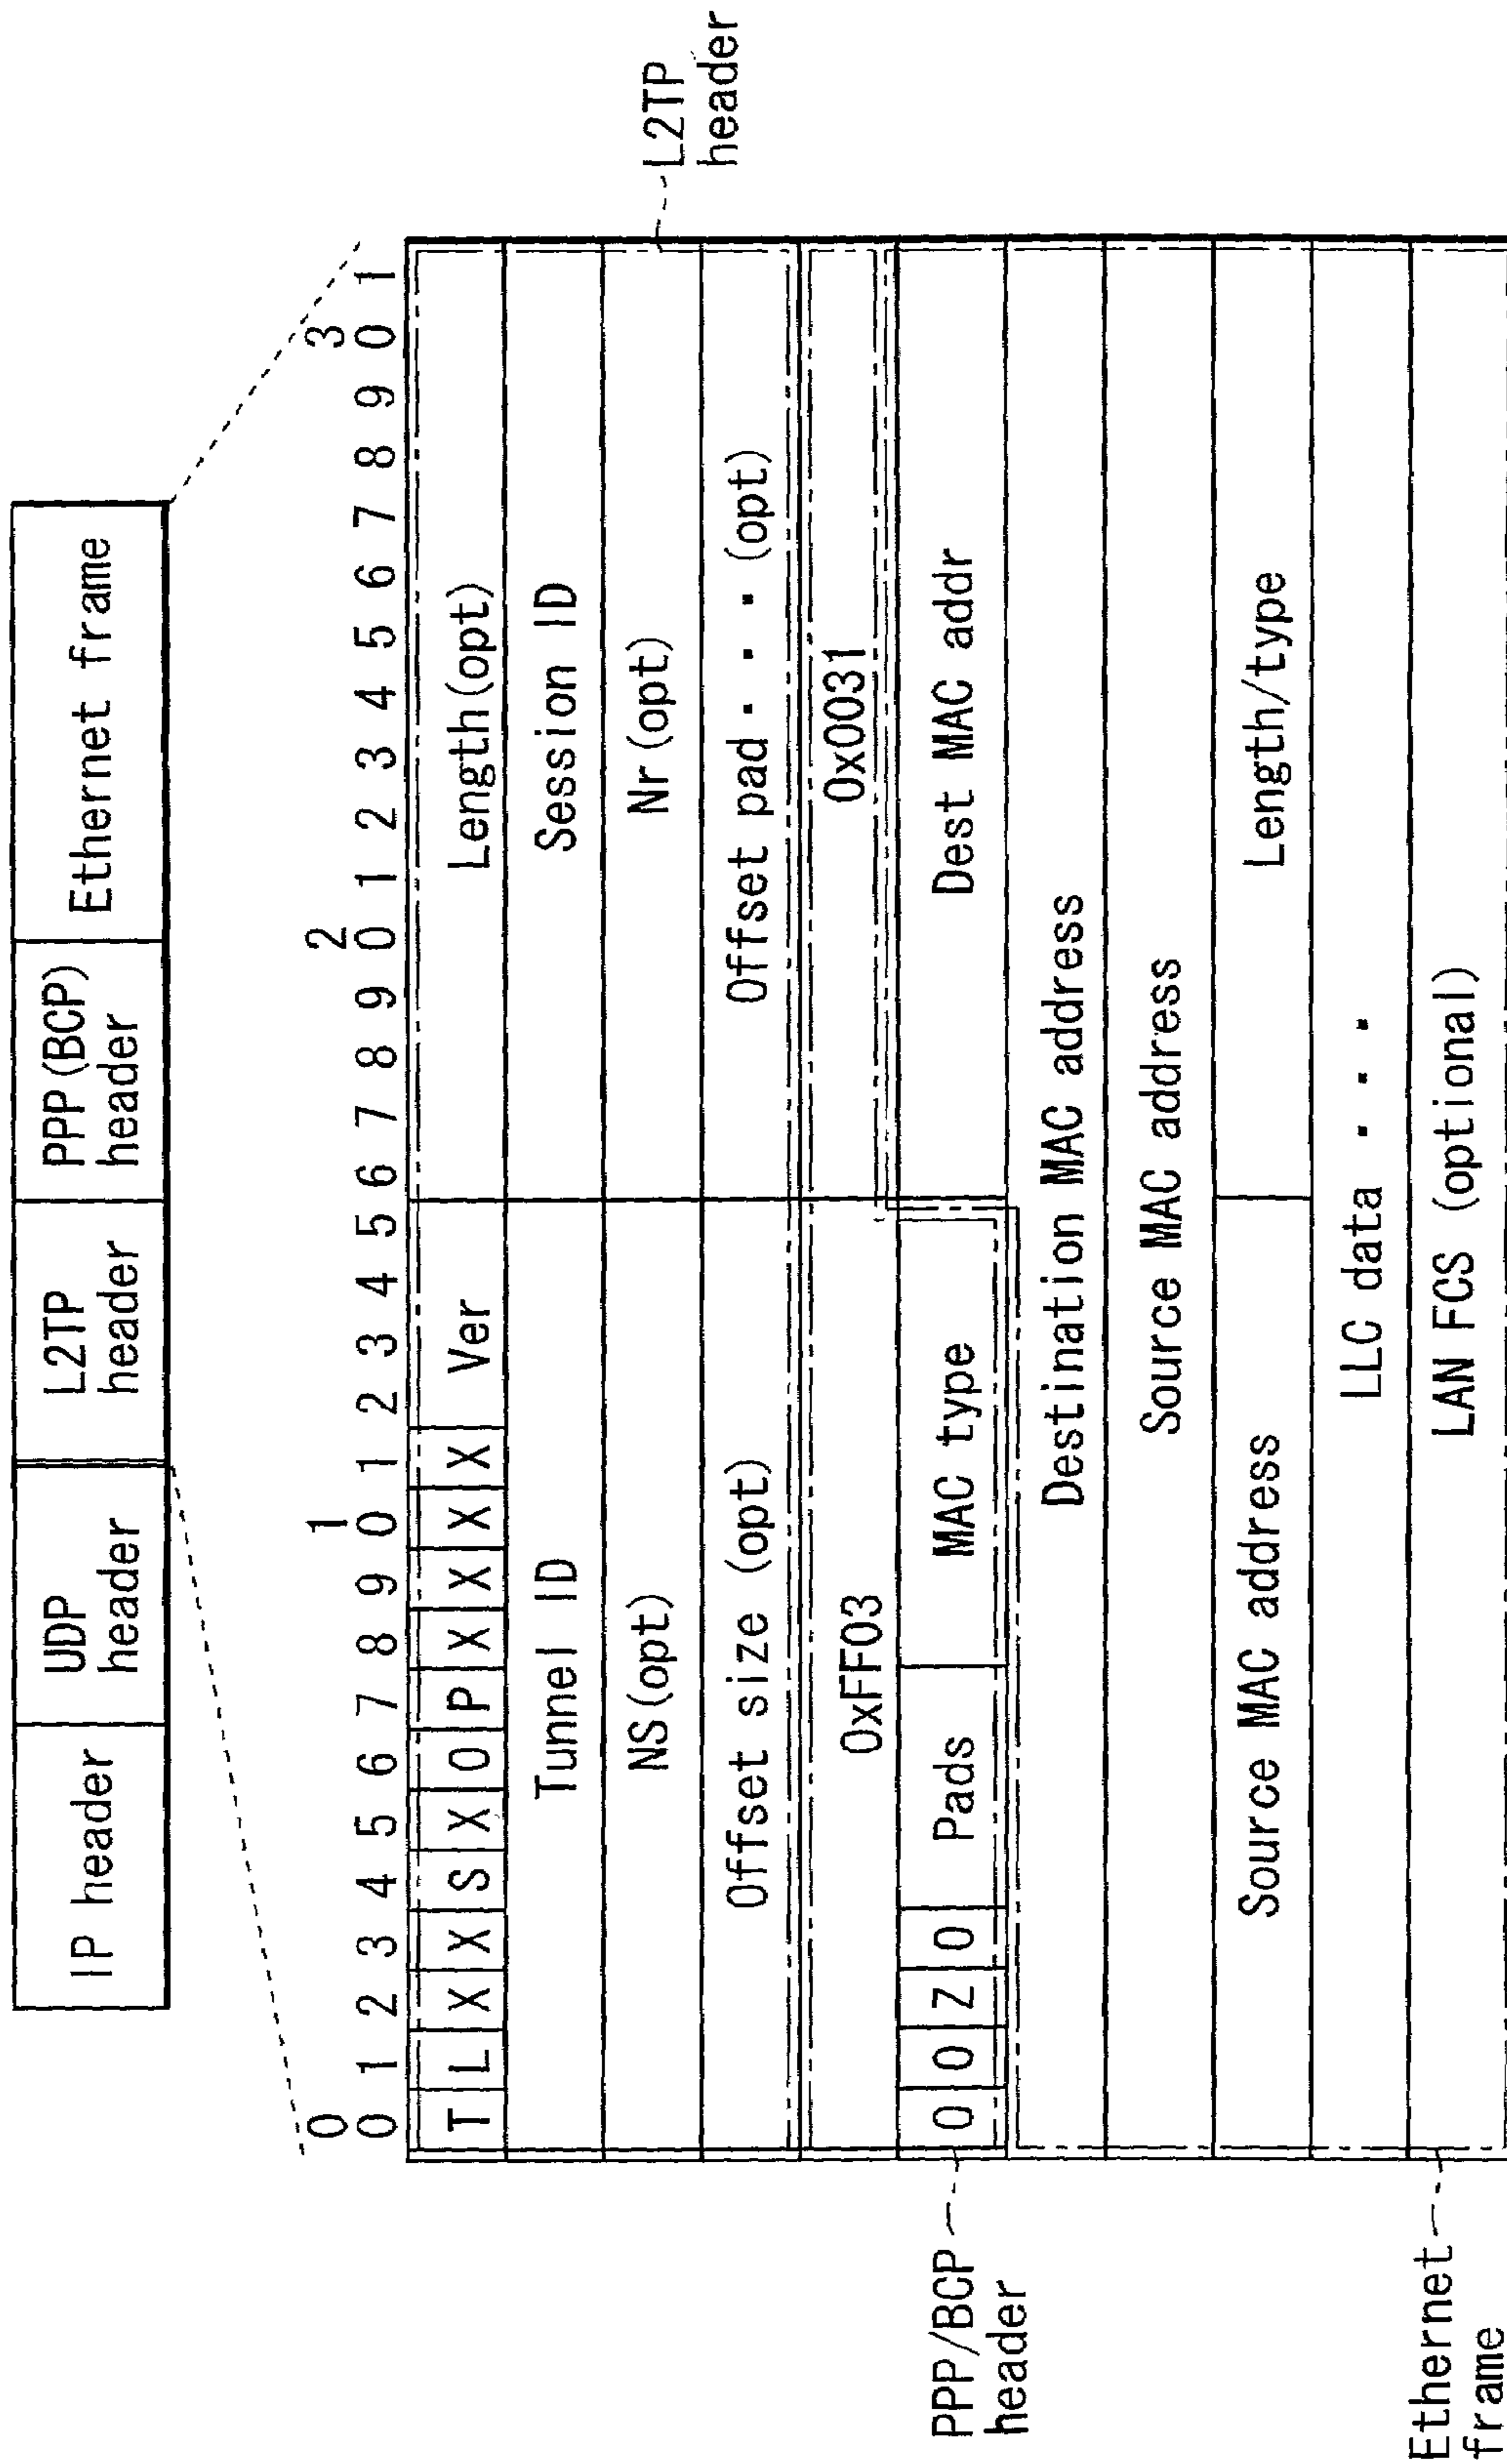 IP header
UDP
header
L2TP
header
PPP(BCP)
header
Ethernet frame
0 1 2 3
0 1 2 3 4 5 6 7 8 9 0 1 2 3 4 5 6 7 8 9 0 1 2 3 4 5 6 7 8 9 0 1
T L X X S X O P X X X X Ver Length(opt)
Tunnel ID Session ID
NS(opt) Nr(opt)
L2TP
header
Offset size (opt) Offset pad・・・(opt)
0xFF03 0x0031
PPP/BCP
header
0 0 Z 0 Pads MAC type Dest MAC addr
Destination MAC address
Source MAC address
Source MAC address Length/type
LLC data ・・・
LAN FCS (optional)
Ethernet
frame